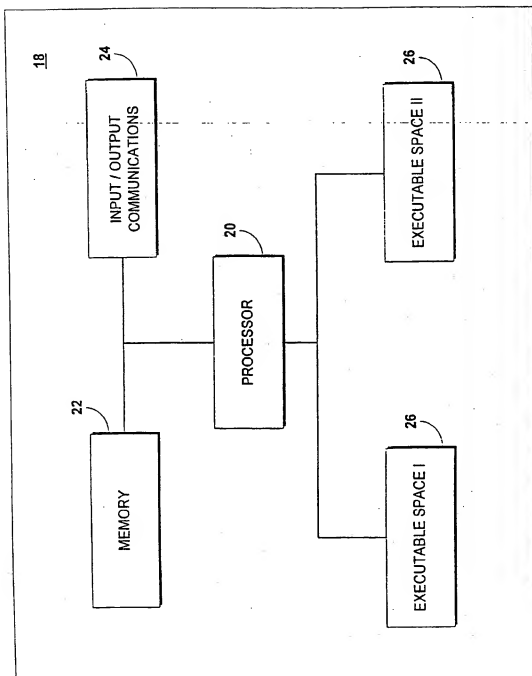 18
22
MEMORY
24
INPUT / OUTPUT
COMMUNICATIONS
20
PROCESSOR
26
EXECUTABLE SPACE I
26
EXECUTABLE SPACE II